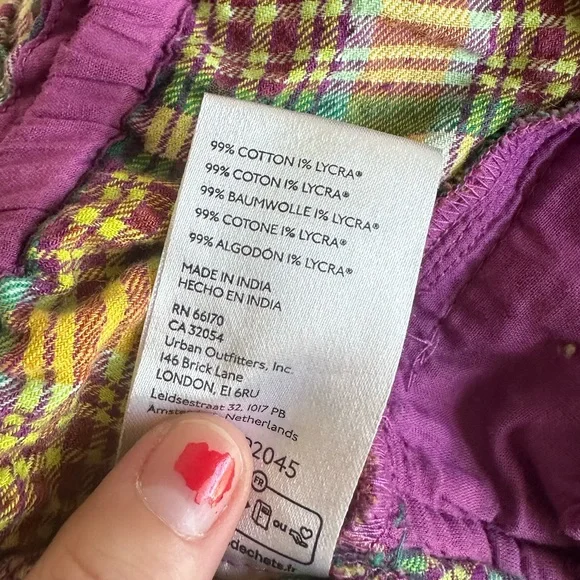 99% COTTON 1% LYCRA®
99% COTON 1% LYCRA®
99% BAUMWOLLE 1% LYCRA®
99% COTONE 1% LYCRA®
99% ALGODÓN 1% LYCRA®
MADE IN INDIA
HECHO EN INDIA
RN 66170
CA 32054
Urban Outfitters, Inc.
146 Brick Lane
LONDON, E1 6RU
Leidsestraat 32, 1017 PB
Netherlands
2045
FR
ou